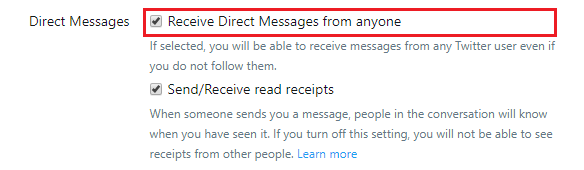 Direct Messages Receive Direct Messages from anyone
If selected, you will be able to receive messages from any Twitter user even if
you do not follow them.
Send/Receive read receipts
When someone sends you a message, people in the conversation will know
when you have seen it. If you turn off this setting, you will not be able to see
receipts from other people. Learn more